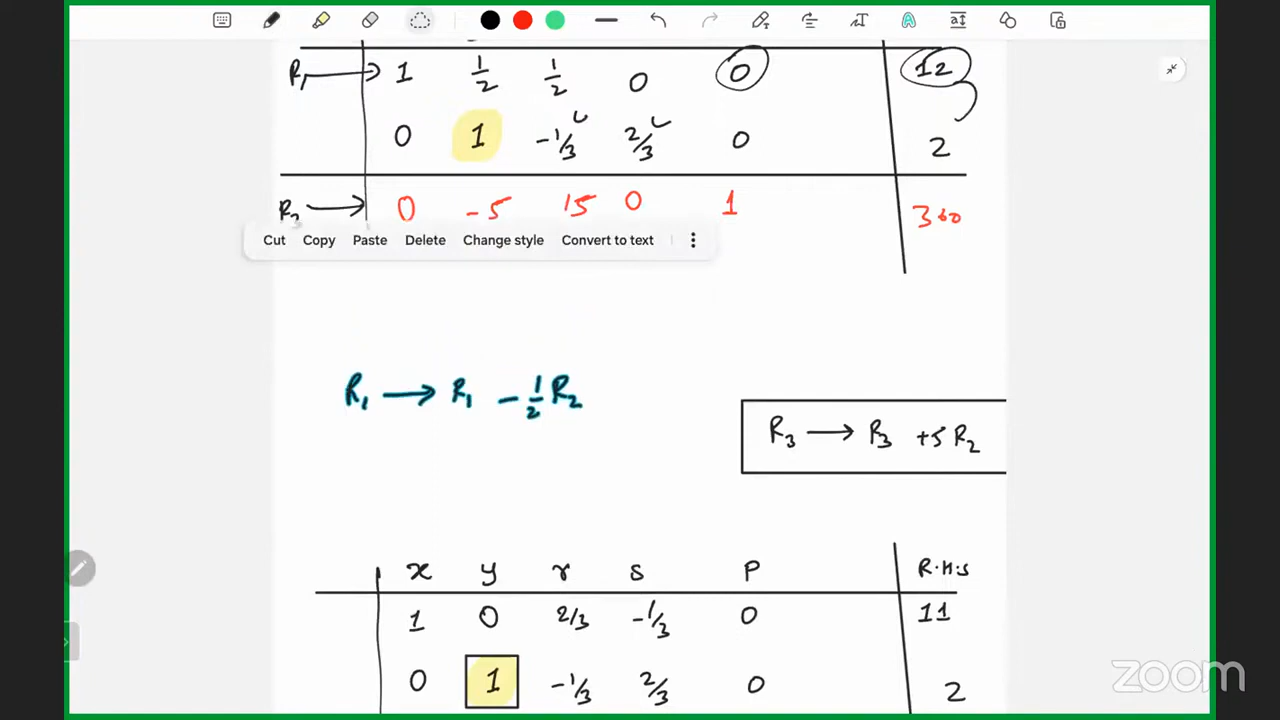 R₁ → 1 1/2 1/2 0 0 12
0 1 -1/3 2/3 0 2
R₃ → 0 -5 15 0 1 360
Cut Copy Paste Delete Change style Convert to text
R₁ → R₁ - 1/2 R₂
R₃ → R₃ +5 R₂
x y r s P R.H.S
1 0 2/3 -1/3 0 11
0 1 -1/3 2/3 0 2
zoom